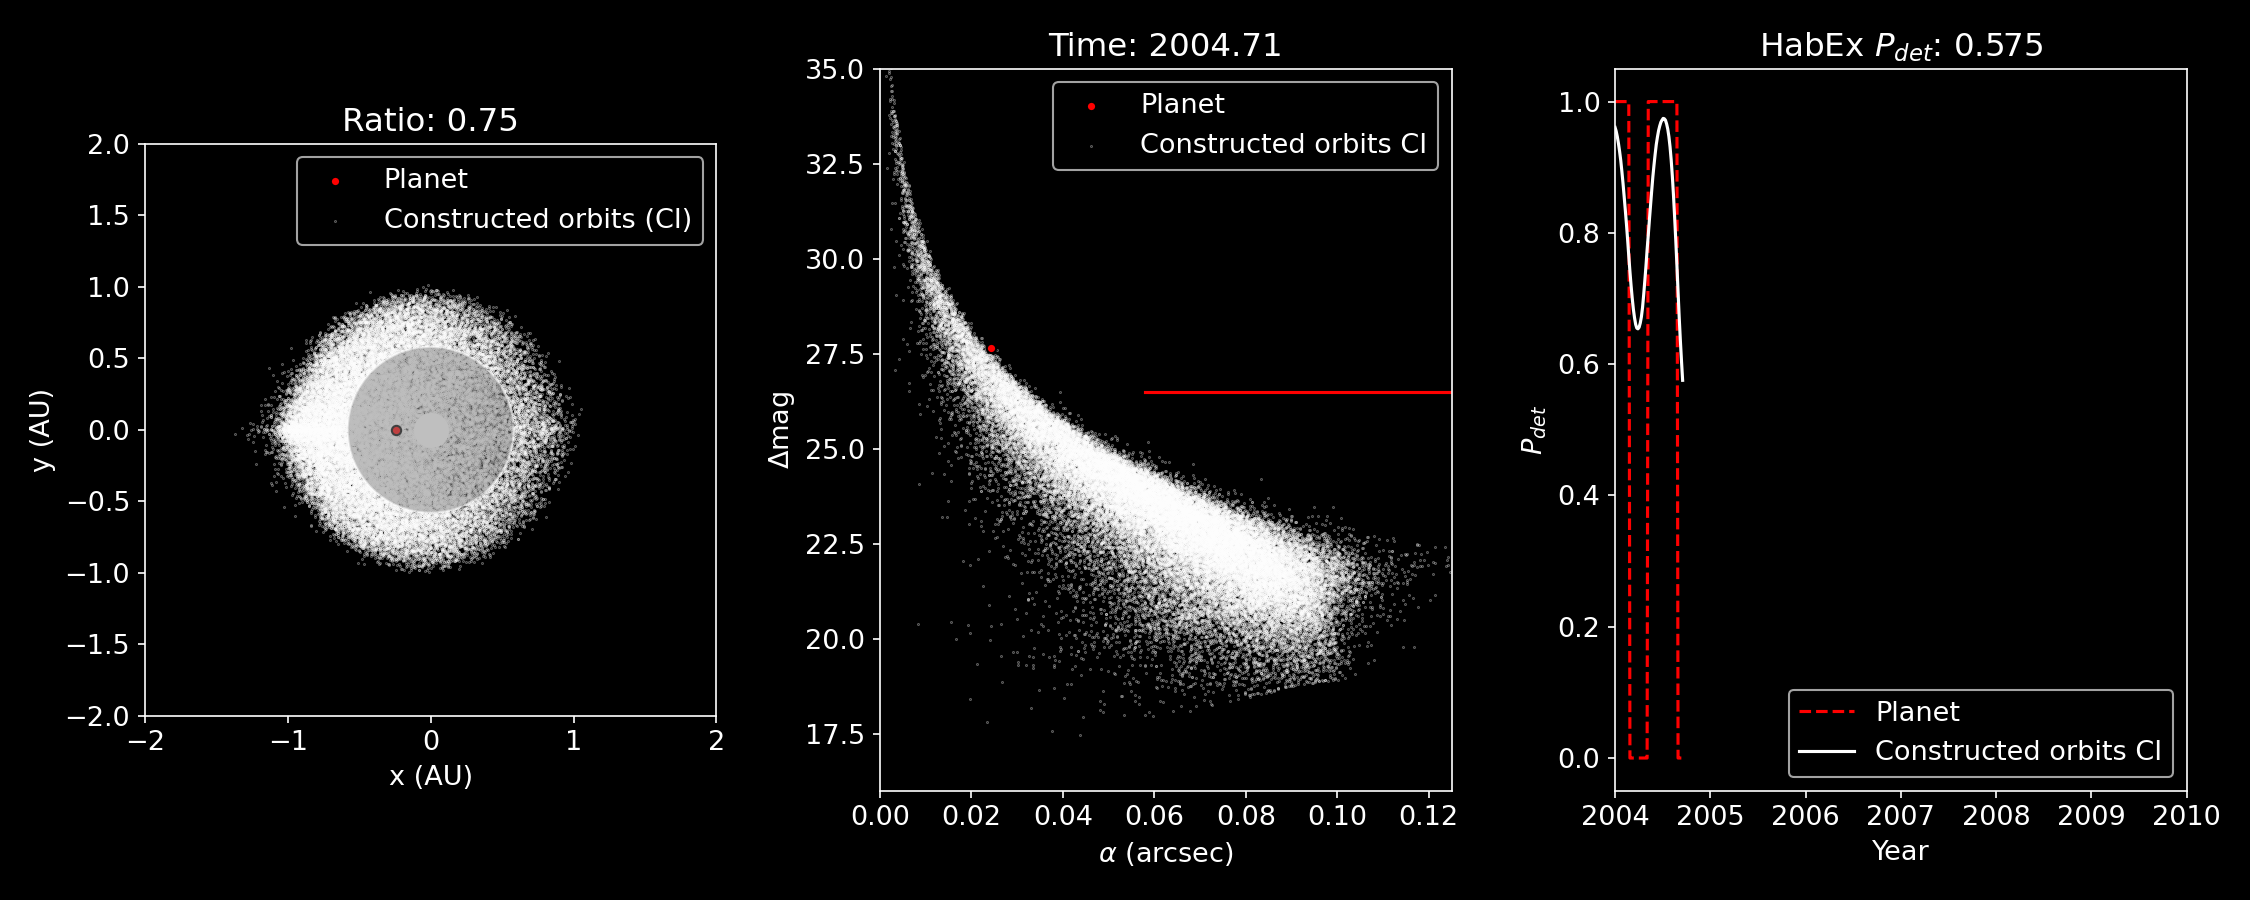 Ratio: 0.75
2.0
1.5
1.0
0.5
0.0
−0.5
−1.0
−1.5
−2.0
−2 −1 0 1 2
x (AU)
y (AU)
Planet
Constructed orbits (CI)
Time: 2004.71
35.0
32.5
30.0
27.5
25.0
22.5
20.0
17.5
0.00 0.02 0.04 0.06 0.08 0.10 0.12
α (arcsec)
Δmag
Planet
Constructed orbits CI
HabEx P_det: 0.575
1.0
0.8
0.6
0.4
0.2
0.0
2004 2005 2006 2007 2008 2009 2010
Year
P_det
Planet
Constructed orbits CI